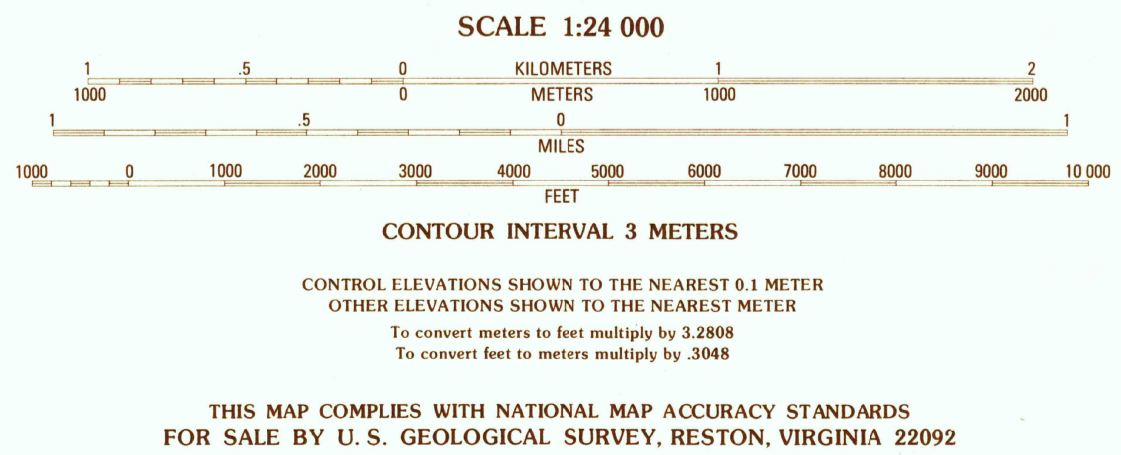 SCALE 1:24 000
1 .5 0 KILOMETERS 1 2
1000 0 METERS 1000 2000
1 .5 0 1
MILES
1000 0 1000 2000 3000 4000 5000 6000 7000 8000 9000 10 000
FEET
CONTOUR INTERVAL 3 METERS
CONTROL ELEVATIONS SHOWN TO THE NEAREST 0.1 METER
OTHER ELEVATIONS SHOWN TO THE NEAREST METER
To convert meters to feet multiply by 3.2808
To convert feet to meters multiply by .3048
THIS MAP COMPLIES WITH NATIONAL MAP ACCURACY STANDARDS
FOR SALE BY U. S. GEOLOGICAL SURVEY, RESTON, VIRGINIA 22092